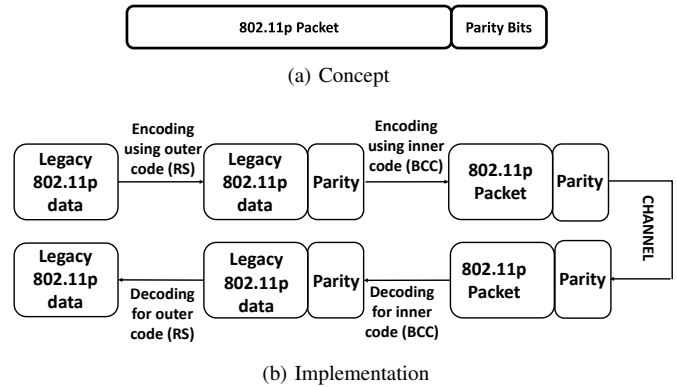 802.11p Packet
Parity Bits
(a) Concept
Legacy
802.11p
data
Encoding
using outer
code (RS)
Legacy
802.11p
data
Parity
Encoding
using inner
code (BCC)
802.11p
Packet
Parity
CHANNEL
Legacy
802.11p
data
Decoding
for outer
code (RS)
Legacy
802.11p
data
Parity
Decoding
for inner
code (BCC)
802.11p
Packet
Parity
(b) Implementation